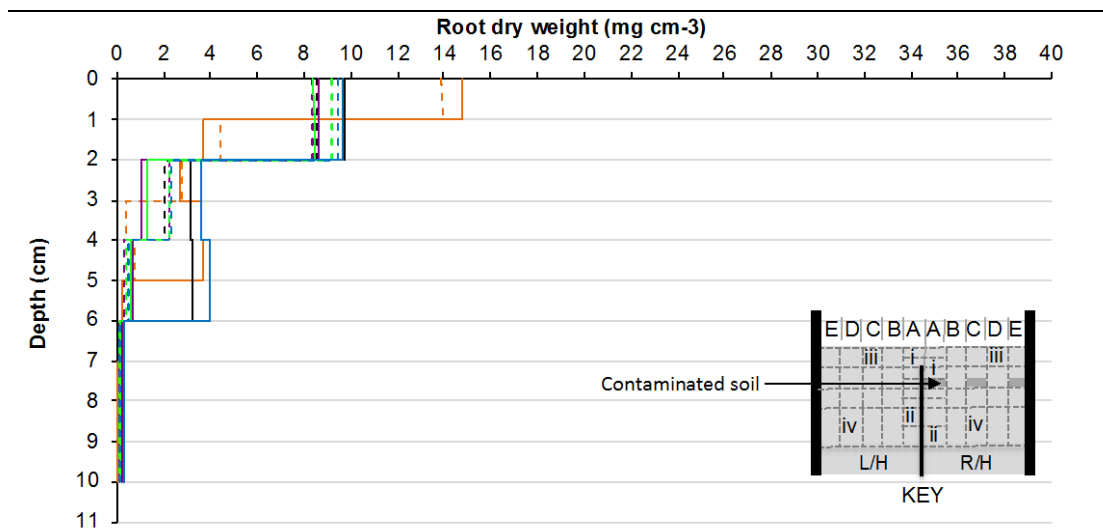 Root dry weight (mg cm-3)
0 2 4 6 8 10 12 14 16 18 20 22 24 26 28 30 32 34 36 38 40
Depth (cm)
0
1
2
3
4
5
6
7
8
9
10
11
E D C B A A B C D E
iii i iii
i
Contaminated soil
ii
iv ii iv
L/H R/H
KEY